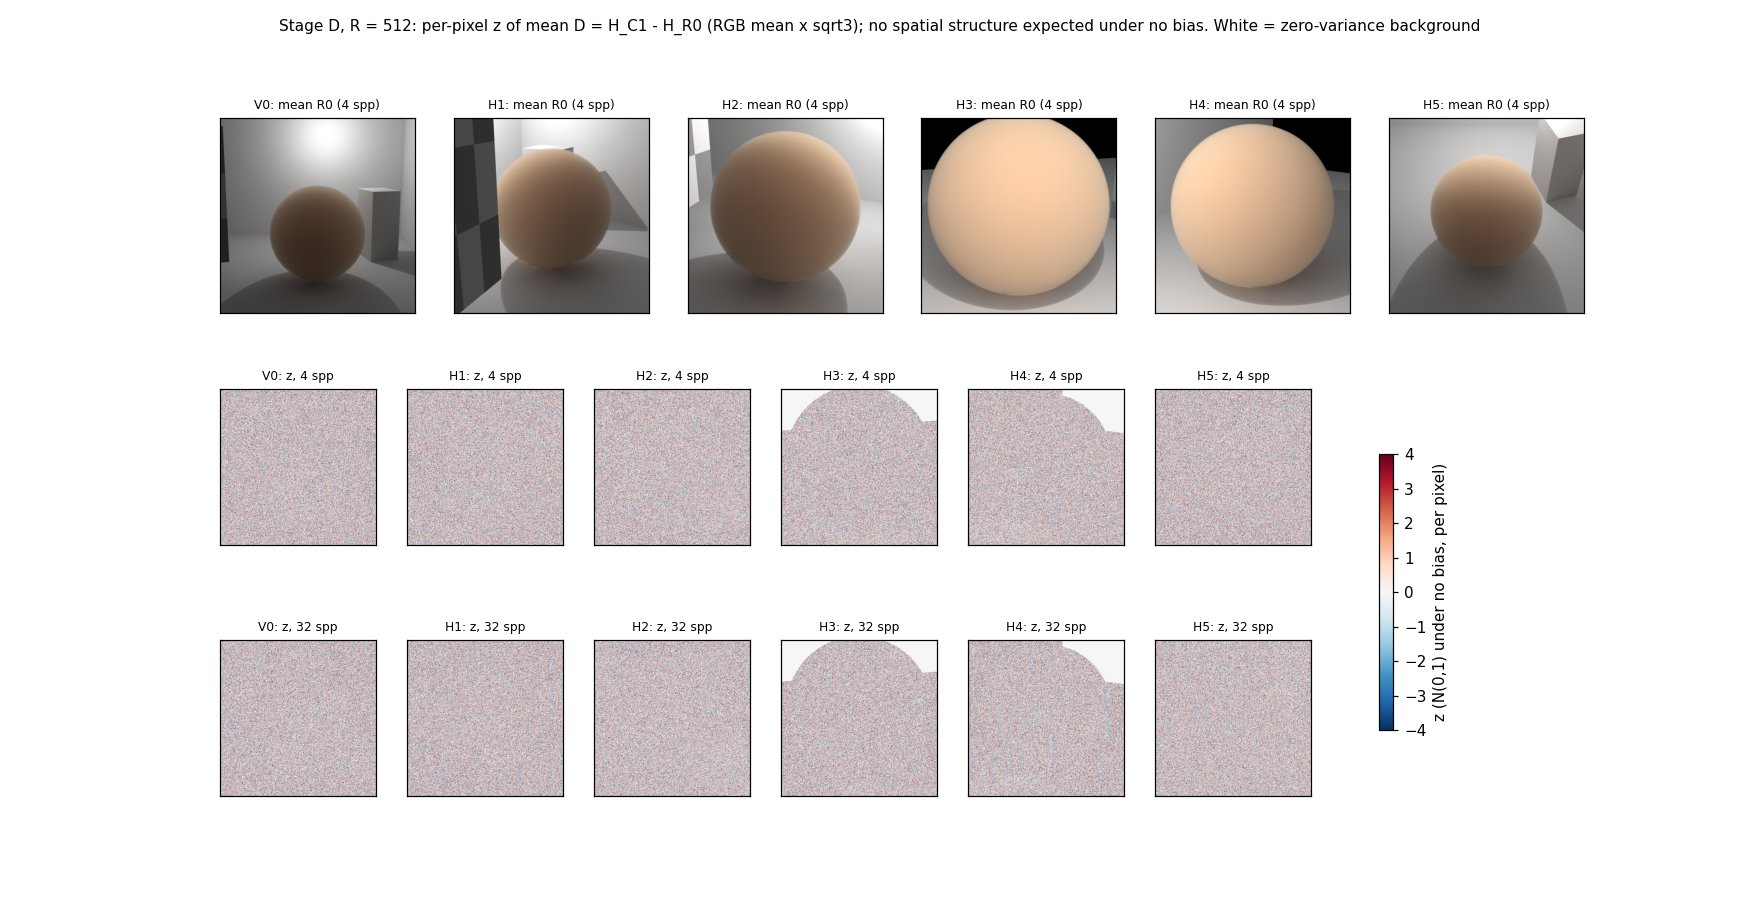 Stage D, R = 512: per-pixel z of mean D = H_C1 - H_R0 (RGB mean x sqrt3); no spatial structure expected under no bias. White = zero-variance background
V0: mean R0 (4 spp)
H1: mean R0 (4 spp)
H2: mean R0 (4 spp)
H3: mean R0 (4 spp)
H4: mean R0 (4 spp)
H5: mean R0 (4 spp)
V0: z, 4 spp
H1: z, 4 spp
H2: z, 4 spp
H3: z, 4 spp
H4: z, 4 spp
H5: z, 4 spp
4
3
2
1
0
−1
−2
−3
−4
z (N(0,1) under no bias, per pixel)
V0: z, 32 spp
H1: z, 32 spp
H2: z, 32 spp
H3: z, 32 spp
H4: z, 32 spp
H5: z, 32 spp